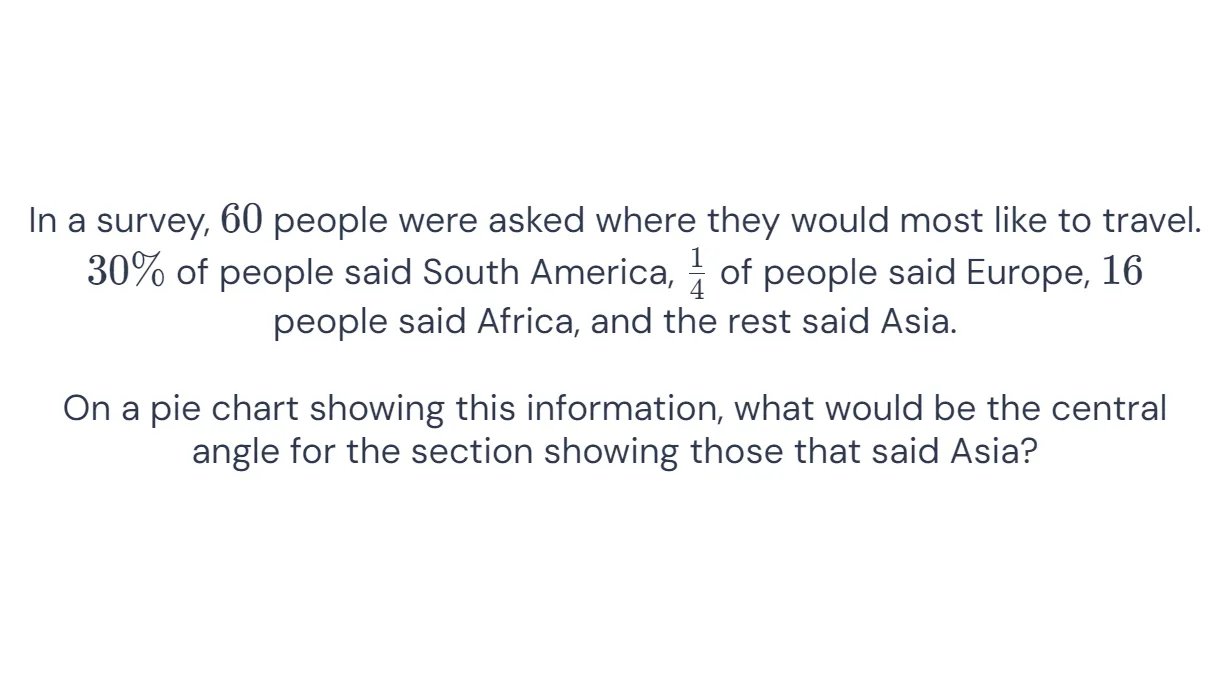 In a survey, 60 people were asked where they would most like to travel.
30% of people said South America, 1/4 of people said Europe, 16
people said Africa, and the rest said Asia.
On a pie chart showing this information, what would be the central
angle for the section showing those that said Asia?